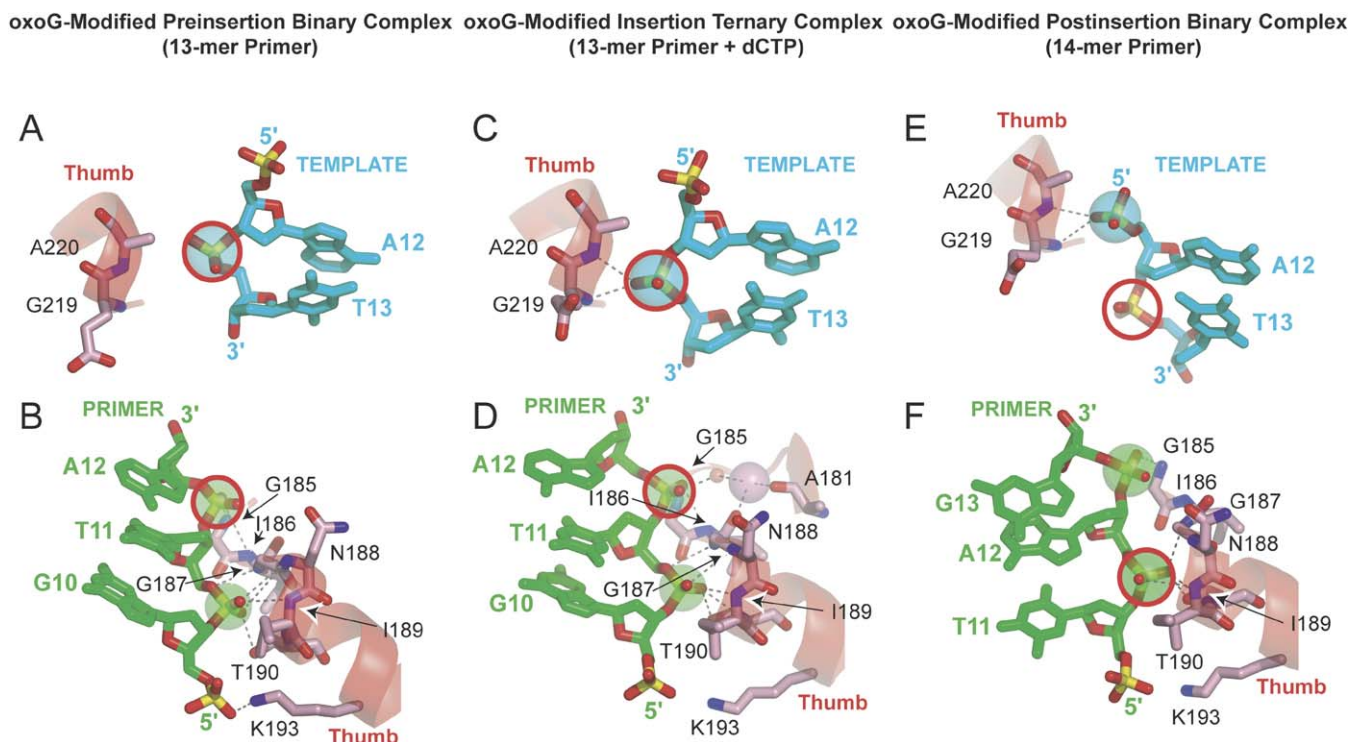 oxoG-Modified Preinsertion Binary Complex
(13-mer Primer)
oxoG-Modified Insertion Ternary Complex
(13-mer Primer + dCTP)
oxoG-Modified Postinsertion Binary Complex
(14-mer Primer)
A
Thumb
5'
TEMPLATE
A220
A12
G219
T13
3'
C
Thumb
5'
TEMPLATE
A220
A12
G219
T13
3'
E
Thumb
TEMPLATE
5'
A220
G219
A12
T13
3'
B
PRIMER
3'
A12
G185
T11
I186
N188
G187
G10
I189
T190
5'
K193
Thumb
D
PRIMER
3'
G185
A12
A181
I186
T11
N188
G187
G10
I189
T190
Thumb
5'
K193
F
PRIMER
3'
G185
I186
G13
G187
N188
A12
I189
T11
T190
Thumb
5'
K193